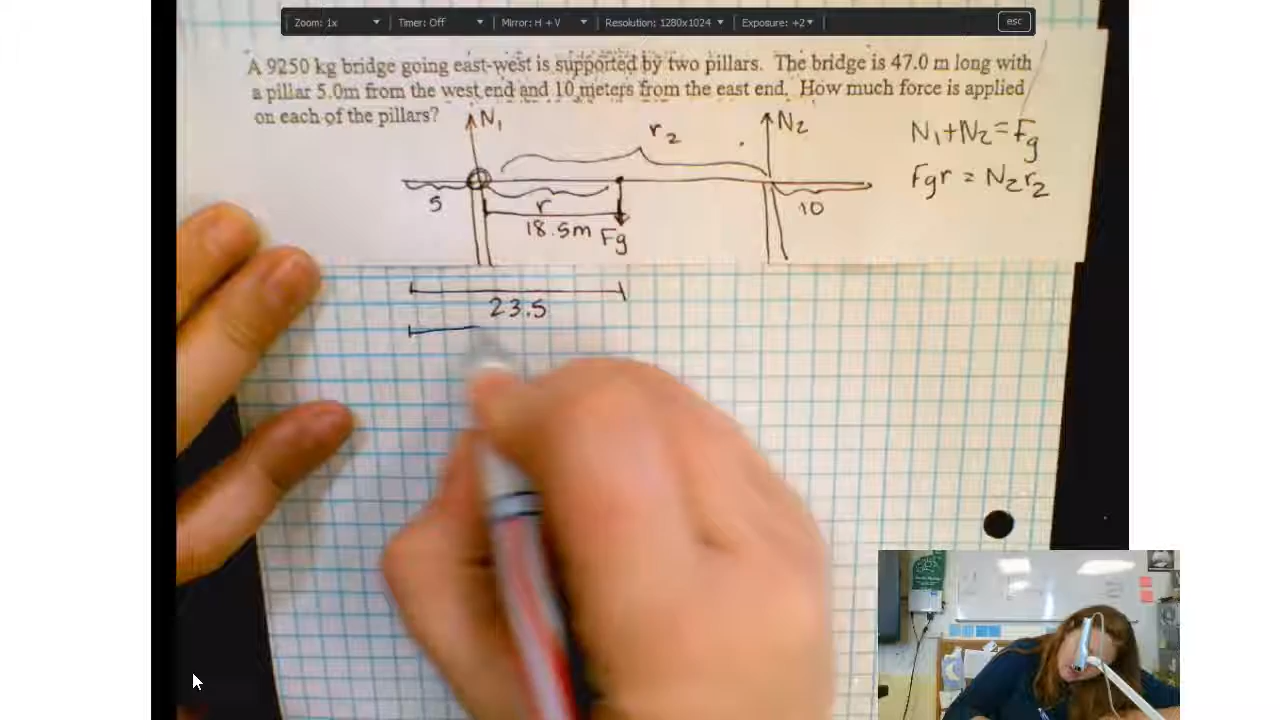 Zoom: 1x Timer: Off Mirror: H + V Resolution: 1280x1024 Exposure: +2 esc
A 9250 kg bridge going east-west is supported by two pillars. The bridge is 47.0 m long with
a pillar 5.0m from the west end and 10 meters from the east end. How much force is applied
on each of the pillars?
N1
r2
N2
N1+N2 = Fg
Fgr = N2r2
5
r
10
18.5m
Fg
23.5